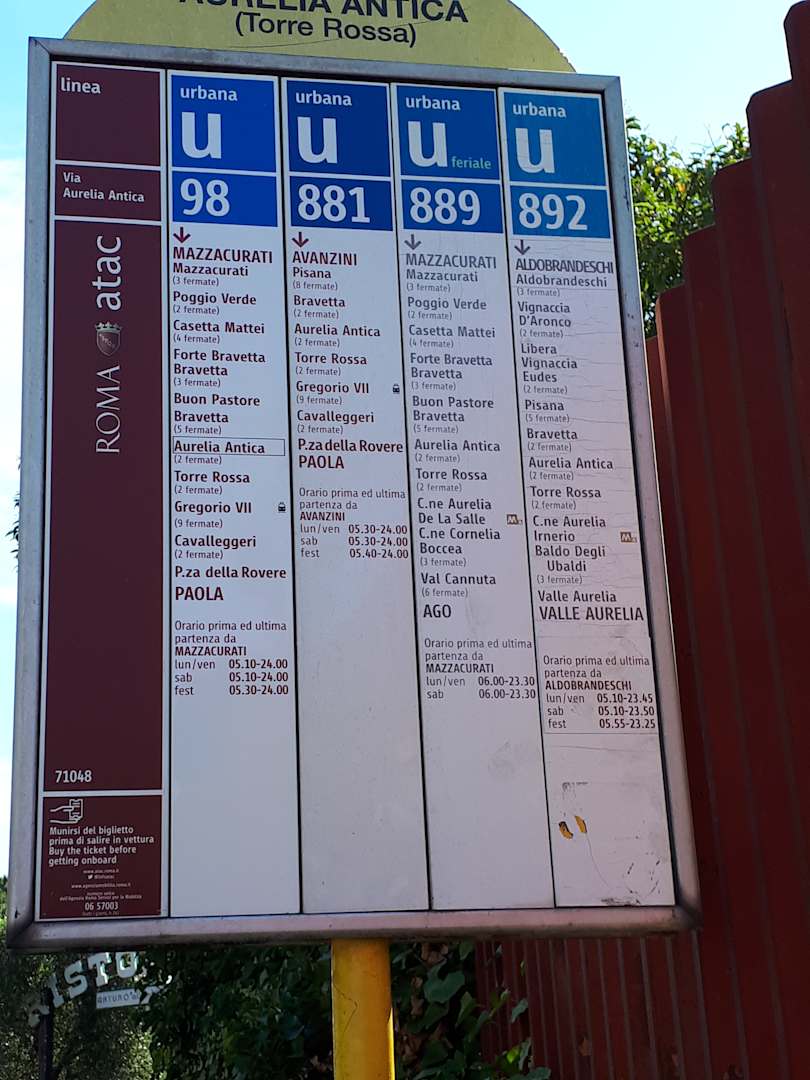 AURELIA ANTICA
(Torre Rossa)
linea
Via
Aurelia Antica
ROMA atac
71048
Munirsi del biglietto
prima di salire in vettura
Buy the ticket before
getting onboard
www.atac.roma.it
@infoatac
www.agenziamobilita.roma.it
06 57003
urbana
u
98
MAZZACURATI
Mazzacurati
(3 fermate)
Poggio Verde
(2 fermate)
Casetta Mattei
(4 fermate)
Forte Bravetta
Bravetta
(3 fermate)
Buon Pastore
Bravetta
(5 fermate)
Aurelia Antica
(2 fermate)
Torre Rossa
(2 fermate)
Gregorio VII
(9 fermate)
Cavalleggeri
(2 fermate)
P.za della Rovere
PAOLA
Orario prima ed ultima
partenza da
MAZZACURATI
lun/ven 05.10-24.00
sab 05.10-24.00
fest 05.30-24.00
urbana
u
881
AVANZINI
Pisana
(8 fermate)
Bravetta
(2 fermate)
Aurelia Antica
(2 fermate)
Torre Rossa
(2 fermate)
Gregorio VII
(9 fermate)
Cavalleggeri
(2 fermate)
P.za della Rovere
PAOLA
Orario prima ed ultima
partenza da
AVANZINI
lun/ven 05.30-24.00
sab 05.30-24.00
fest 05.40-24.00
urbana
u feriale
889
MAZZACURATI
Mazzacurati
(3 fermate)
Poggio Verde
(2 fermate)
Casetta Mattei
(4 fermate)
Forte Bravetta
Bravetta
(3 fermate)
Buon Pastore
Bravetta
(5 fermate)
Aurelia Antica
(2 fermate)
Torre Rossa
(2 fermate)
C.ne Aurelia
De La Salle M
C.ne Cornelia
Boccea
(3 fermate)
Val Cannuta
(6 fermate)
AGO
Orario prima ed ultima
partenza da
MAZZACURATI
lun/ven 06.00-23.30
sab 06.00-23.30
urbana
u
892
ALDOBRANDESCHI
Aldobrandeschi
(3 fermate)
Vignaccia
D'Aronco
(2 fermate)
Libera
Vignaccia
Eudes
(2 fermate)
Pisana
(5 fermate)
Bravetta
(2 fermate)
Aurelia Antica
(2 fermate)
Torre Rossa
(2 fermate)
C.ne Aurelia
Irnerio M
Baldo Degli
Ubaldi
(3 fermate)
Valle Aurelia
VALLE AURELIA
Orario prima ed ultima
partenza da
ALDOBRANDESCHI
lun/ven 05.10-23.45
sab 05.10-23.50
fest 05.55-23.25